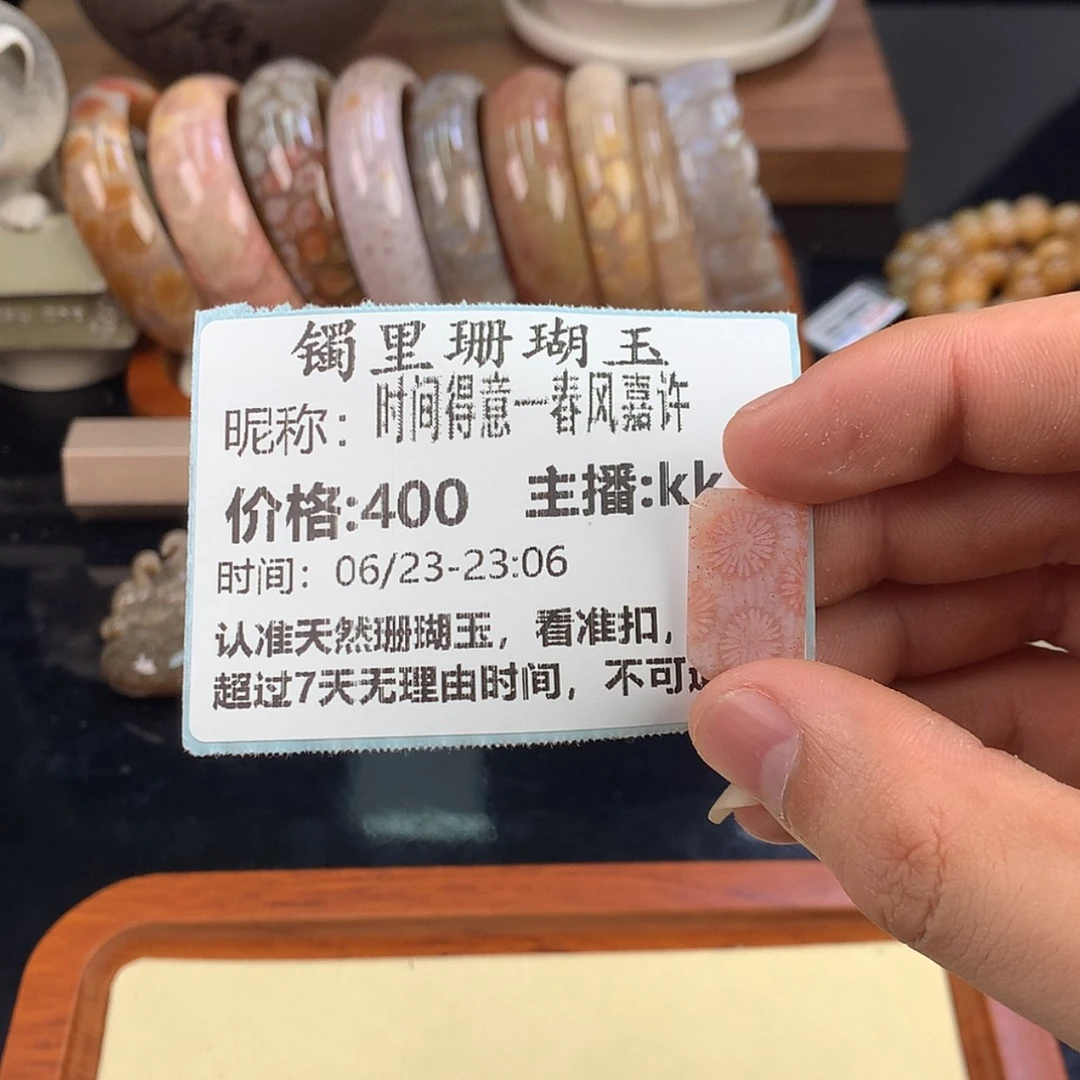 镯里珊瑚玉
昵称：时间得意一春风嘉许
价格:400 主播:kk
时间：06/23-23:06
认准天然珊瑚玉，看准扣，
超过7天无理由时间，不可